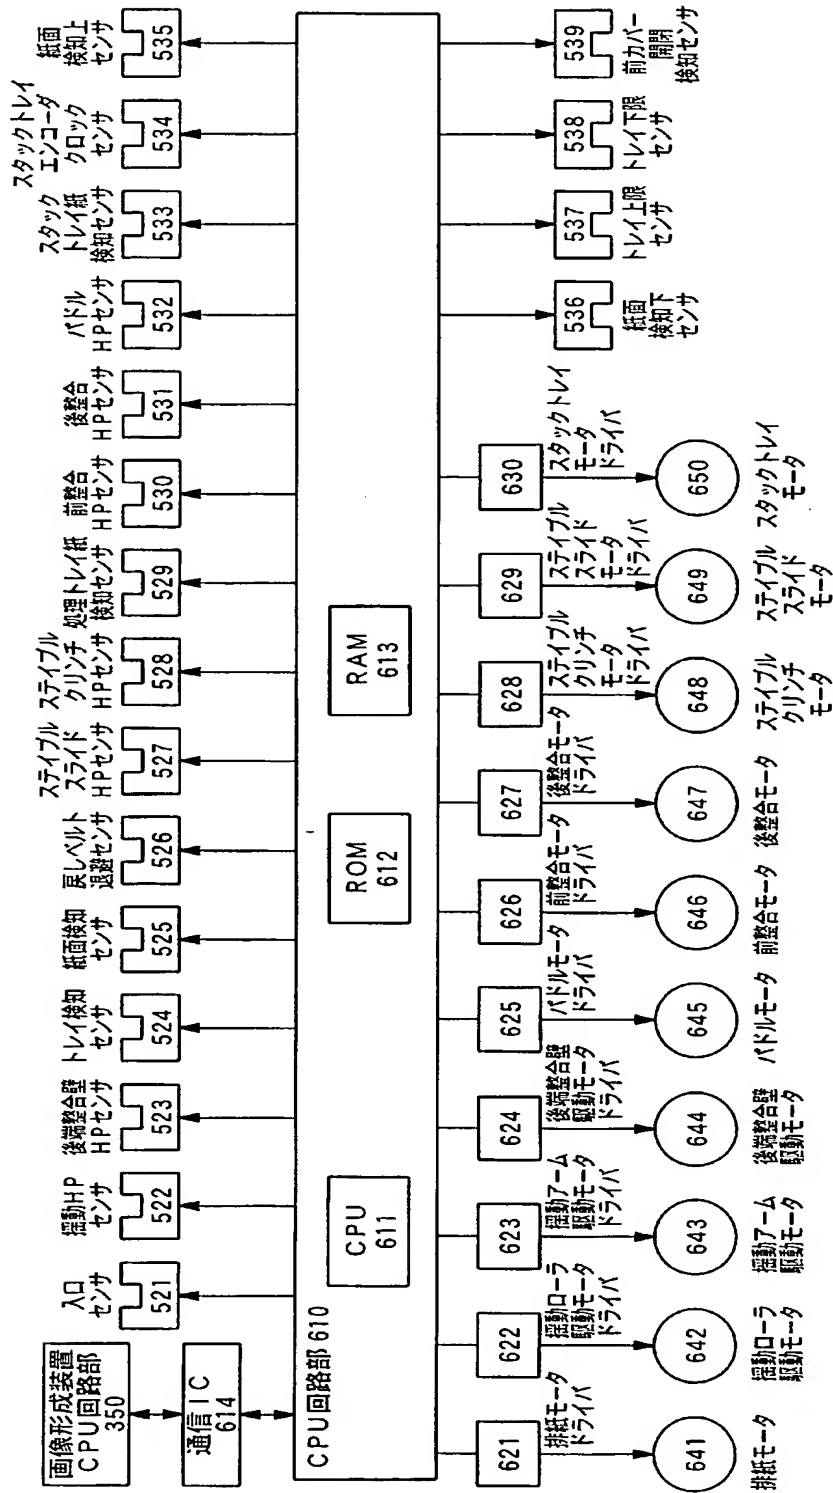 画像形成装置
CPU回路部
350
通信IC
614
入口
センサ
521
揺動HP
センサ
522
後端整合壁
HPセンサ
523
トレイ検知
センサ
524
紙面検知
センサ
525
戻しベルト
退避センサ
526
ステイプル
スライド
HPセンサ
527
ステイプル
クリンチ
HPセンサ
528
処理トレイ紙
検知センサ
529
前整合
HPセンサ
530
後整合
HPセンサ
531
パドル
HPセンサ
532
スタック
トレイ紙
検知センサ
533
スタックトレイ
エンコーダ
クロック
センサ
534
紙面
検知上
センサ
535
CPU回路部 610
CPU
611
ROM
612
RAM
613
621
排紙モータ
ドライバ
641
排紙モータ
622
揺動ローラ
駆動モータ
ドライバ
642
揺動ローラ
駆動モータ
623
揺動アーム
駆動モータ
ドライバ
643
揺動アーム
駆動モータ
624
後端整合壁
駆動モータ
ドライバ
644
後端整合壁
駆動モータ
625
パドルモータ
ドライバ
645
パドルモータ
626
前整合モータ
ドライバ
646
前整合モータ
627
後整合モータ
ドライバ
647
後整合モータ
628
ステイプル
クリンチ
モータ
ドライバ
648
ステイプル
クリンチ
モータ
629
ステイプル
スライド
モータ
ドライバ
649
ステイプル
スライド
モータ
630
スタックトレイ
モータ
ドライバ
650
スタックトレイ
モータ
536
紙面
検知下
センサ
537
トレイ上限
センサ
538
トレイ下限
センサ
539
前カバー
開閉
検知センサ